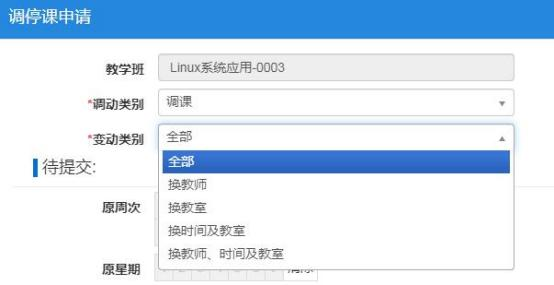 调停课申请
教学班 Linux系统应用-0003
*调动类别 调课
*变动类别 全部
全部
待提交:
换教师
原周次 换教室
换时间及教室
换教师、时间及教室
原星期